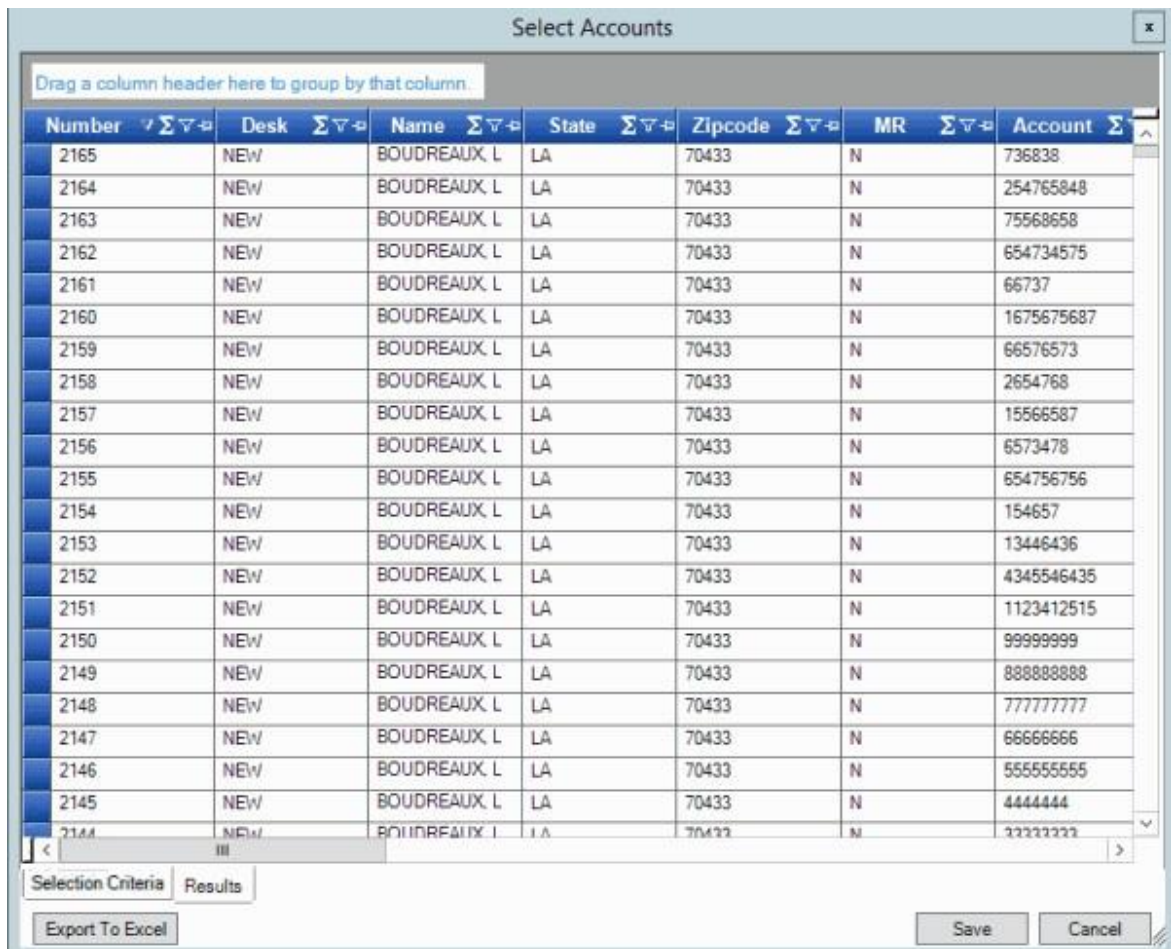 Select Accounts
x
Drag a column header here to group by that column.
Number Desk Name State Zipcode MR Account
2165 NEW BOUDREAUX, L LA 70433 N 736838
2164 NEW BOUDREAUX, L LA 70433 N 254765848
2163 NEW BOUDREAUX, L LA 70433 N 75568658
2162 NEW BOUDREAUX, L LA 70433 N 654734575
2161 NEW BOUDREAUX, L LA 70433 N 66737
2160 NEW BOUDREAUX, L LA 70433 N 1675675687
2159 NEW BOUDREAUX, L LA 70433 N 66576573
2158 NEW BOUDREAUX, L LA 70433 N 2654768
2157 NEW BOUDREAUX, L LA 70433 N 15566587
2156 NEW BOUDREAUX, L LA 70433 N 6573478
2155 NEW BOUDREAUX, L LA 70433 N 654756756
2154 NEW BOUDREAUX, L LA 70433 N 154657
2153 NEW BOUDREAUX, L LA 70433 N 13446436
2152 NEW BOUDREAUX, L LA 70433 N 4345546435
2151 NEW BOUDREAUX, L LA 70433 N 1123412515
2150 NEW BOUDREAUX, L LA 70433 N 99999999
2149 NEW BOUDREAUX, L LA 70433 N 888888888
2148 NEW BOUDREAUX, L LA 70433 N 777777777
2147 NEW BOUDREAUX, L LA 70433 N 66666666
2146 NEW BOUDREAUX, L LA 70433 N 555555555
2145 NEW BOUDREAUX, L LA 70433 N 4444444
2144 NEW BOUDREAUX, L LA 70433 N 33333333
Selection Criteria Results
Export To Excel Save Cancel